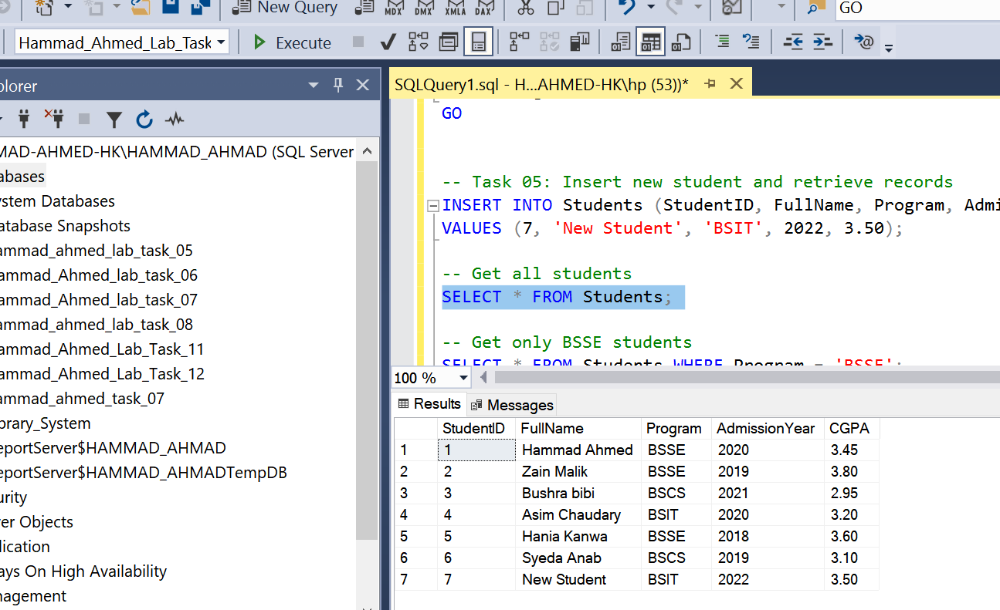 New Query
MDX
DMX
XMLA
DAX
GO
Hammad_Ahmed_Lab_Task
Execute
plorer
SQLQuery1.sql - H...AHMED-HK\hp (53))*
GO
MAD-AHMED-HK\HAMMAD_AHMAD (SQL Server
abases
ystem Databases
atabase Snapshots
ammad_ahmed_lab_task_05
ammad_Ahmed_lab_task_06
ammad_Ahmed_lab_task_07
ammad_ahmed_lab_task_08
ammad_Ahmed_Lab_Task_11
ammad_Ahmed_Lab_Task_12
ammad_ahmed_task_07
brary_System
eportServer$HAMMAD_AHMAD
eportServer$HAMMAD_AHMADTempDB
urity
ver Objects
lication
ays On High Availability
nagement
-- Task 05: Insert new student and retrieve records
INSERT INTO Students (StudentID, FullName, Program, Admi
VALUES (7, 'New Student', 'BSIT', 2022, 3.50);
-- Get all students
SELECT * FROM Students;
-- Get only BSSE students
SELECT * FROM Students WHERE Program = 'BSSE';
100 %
Results Messages
StudentID FullName Program AdmissionYear CGPA
1 1 Hammad Ahmed BSSE 2020 3.45
2 2 Zain Malik BSSE 2019 3.80
3 3 Bushra bibi BSCS 2021 2.95
4 4 Asim Chaudary BSIT 2020 3.20
5 5 Hania Kanwa BSSE 2018 3.60
6 6 Syeda Anab BSCS 2019 3.10
7 7 New Student BSIT 2022 3.50